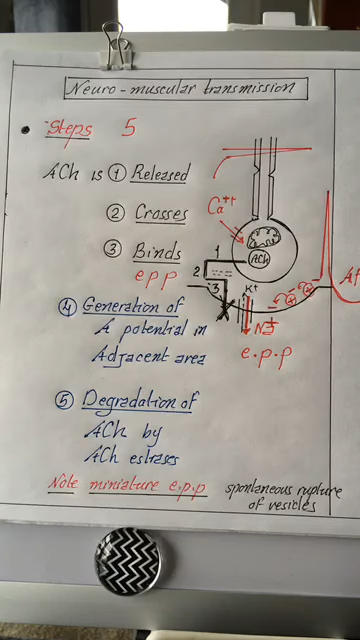 Neuro-muscular transmission
Steps 5
ACh is ① Released
② Crosses
③ Binds
epp
④ Generation of
A potential in
Adjacent area
⑤ Degradation of
ACh by
ACh estrases
Note miniature e.p.p spontaneous rupture
of vesicles
Ca++
ACh
1
2
3
K+
Na+
e.p.p
+ +